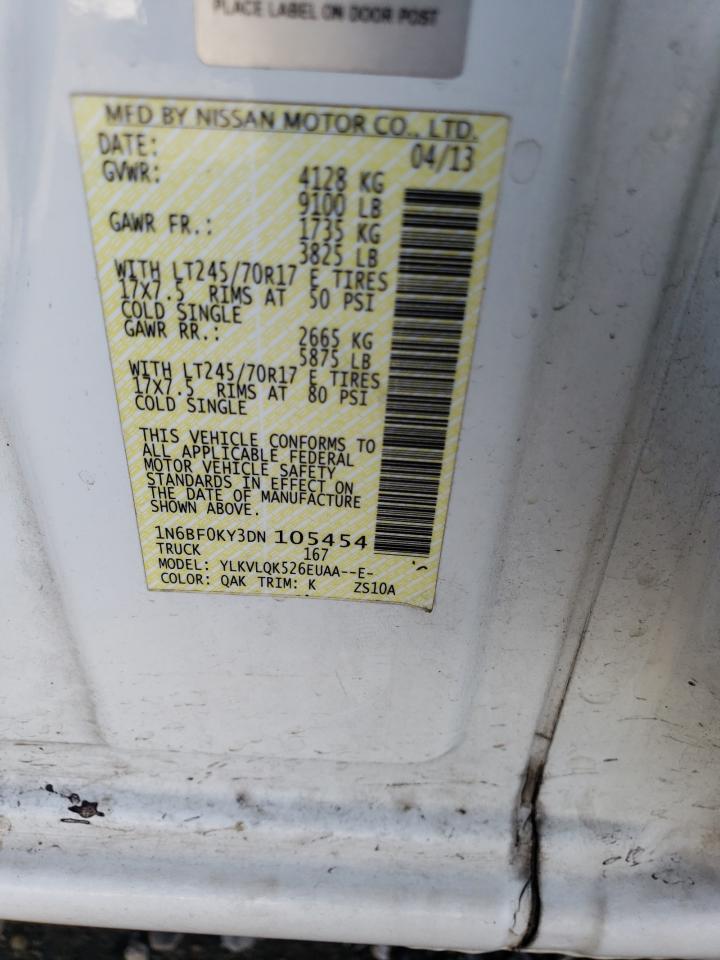 PLACE LABEL ON DOOR POST
MFD BY NISSAN MOTOR CO., LTD.
DATE: 04/13
GVWR: 4128 KG
9100 LB
GAWR FR.: 1735 KG
3825 LB
WITH LT245/70R17 E TIRES
17X7.5 RIMS AT 50 PSI
COLD SINGLE
GAWR RR.: 2665 KG
5875 LB
WITH LT245/70R17 E TIRES
17X7.5 RIMS AT 80 PSI
COLD SINGLE
THIS VEHICLE CONFORMS TO
ALL APPLICABLE FEDERAL
MOTOR VEHICLE SAFETY
STANDARDS IN EFFECT ON
THE DATE OF MANUFACTURE
SHOWN ABOVE.
1N6BF0KY3DN 105454
TRUCK 167
MODEL: YLKVLQK526EUAA--E-
COLOR: QAK TRIM: K ZS10A